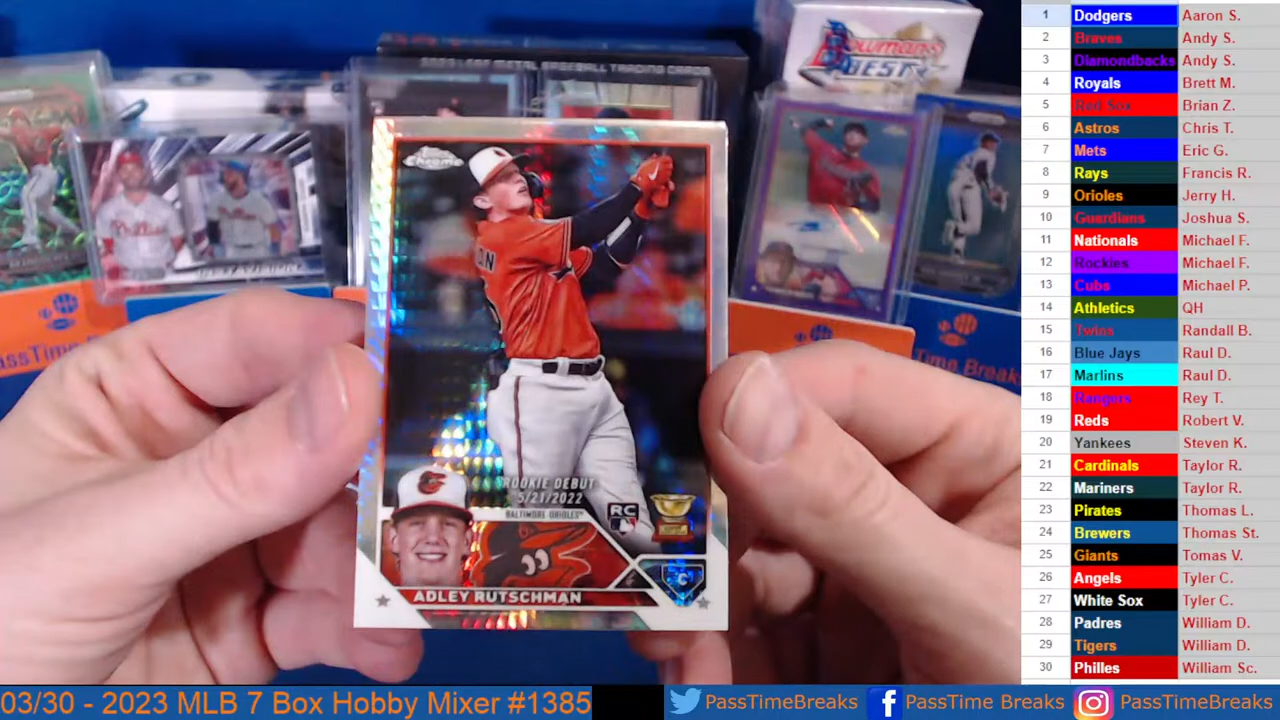 Bowman's
BEST
Chrome
ROOKIE DEBUT
5/21/2022
BALTIMORE ORIOLES
RC
C
ADLEY RUTSCHMAN
PassTime Br
Time Breaks
1 Dodgers Aaron S.
2 Braves Andy S.
3 Diamondbacks Andy S.
4 Royals Brett M.
5 Red Sox Brian Z.
6 Astros Chris T.
7 Mets Eric G.
8 Rays Francis R.
9 Orioles Jerry H.
10 Guardians Joshua S.
11 Nationals Michael F.
12 Rockies Michael F.
13 Cubs Michael P.
14 Athletics QH
15 Twins Randall B.
16 Blue Jays Raul D.
17 Marlins Raul D.
18 Rangers Rey T.
19 Reds Robert V.
20 Yankees Steven K.
21 Cardinals Taylor R.
22 Mariners Taylor R.
23 Pirates Thomas L.
24 Brewers Thomas St.
25 Giants Tomas V.
26 Angels Tyler C.
27 White Sox Tyler C.
28 Padres William D.
29 Tigers William D.
30 Philles William Sc.
03/30 - 2023 MLB 7 Box Hobby Mixer #1385
PassTimeBreaks
PassTime Breaks
PassTimeBreaks